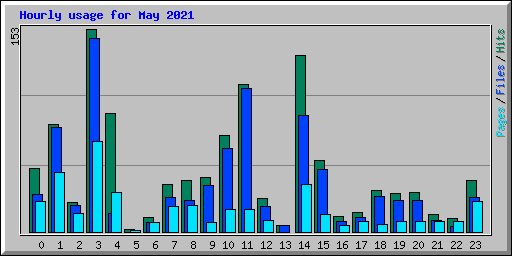 Hourly usage for May 2021
153
Pages/Files/Hits
0 1 2 3 4 5 6 7 8 9 10 11 12 13 14 15 16 17 18 19 20 21 22 23